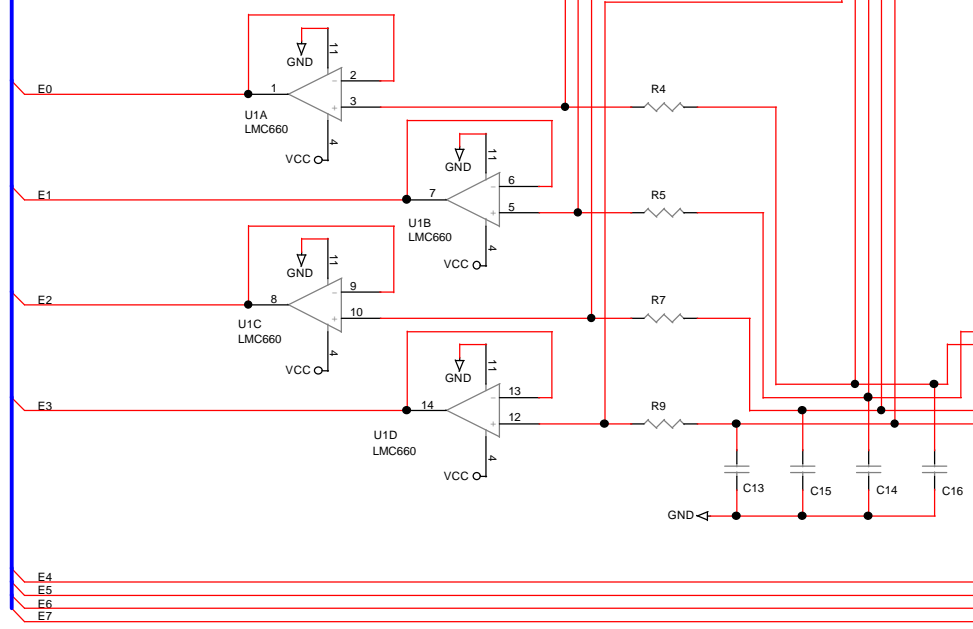 GND
11
2
E0
1
3
R4
U1A
LMC660
4
VCC
11
GND
6
E1
7
5
R5
U1B
LMC660
4
VCC
11
GND
9
E2
8
10
R7
U1C
LMC660
4
VCC
11
GND
13
E3
14
12
R9
U1D
LMC660
4
VCC
C13
C15
C14
C16
GND
E4
E5
E6
E7